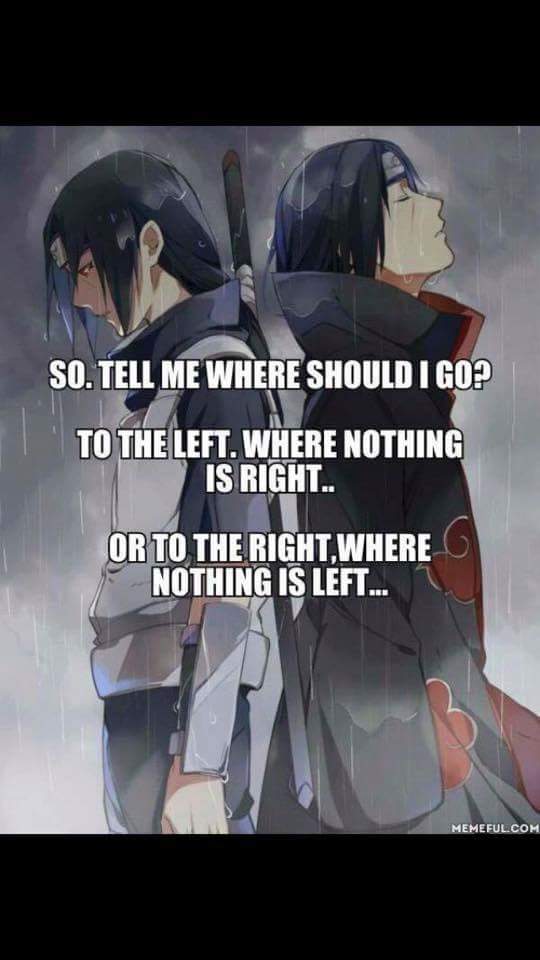 SO. TELL ME WHERE SHOULD I GO?
TO THE LEFT. WHERE NOTHING
IS RIGHT..
OR TO THE RIGHT,WHERE
NOTHING IS LEFT...
MEMEFUL.COM